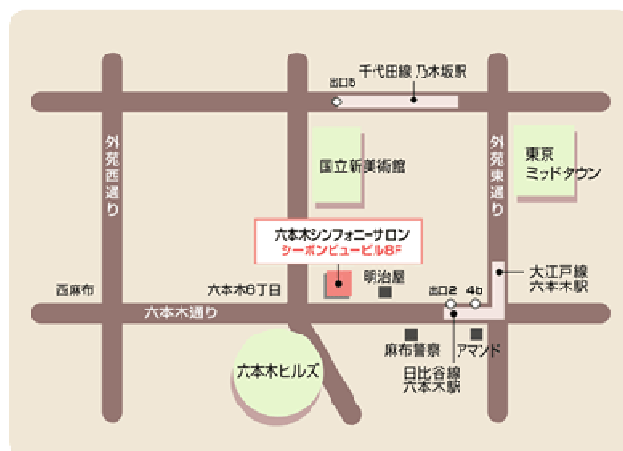 千代田線 乃木坂駅
出口5
外苑西通り
国立新美術館
外苑東通り
東京
ミッドタウン
六本木シンフォニーサロン
シーボンビュービル8F
大江戸線
六本木駅
西麻布
六本木6丁目
明治屋
出口2
4b
六本木通り
麻布警察
アマンド
日比谷線
六本木駅
六本木ヒルズ